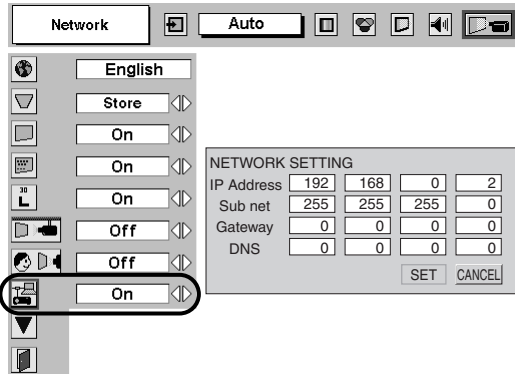 Network
Auto
English
Store
On
On
30
L
On
Off
Off
On
NETWORK SETTING
IP Address 192 168 0 2
Sub net 255 255 255 0
Gateway 0 0 0 0
DNS 0 0 0 0
SET CANCEL